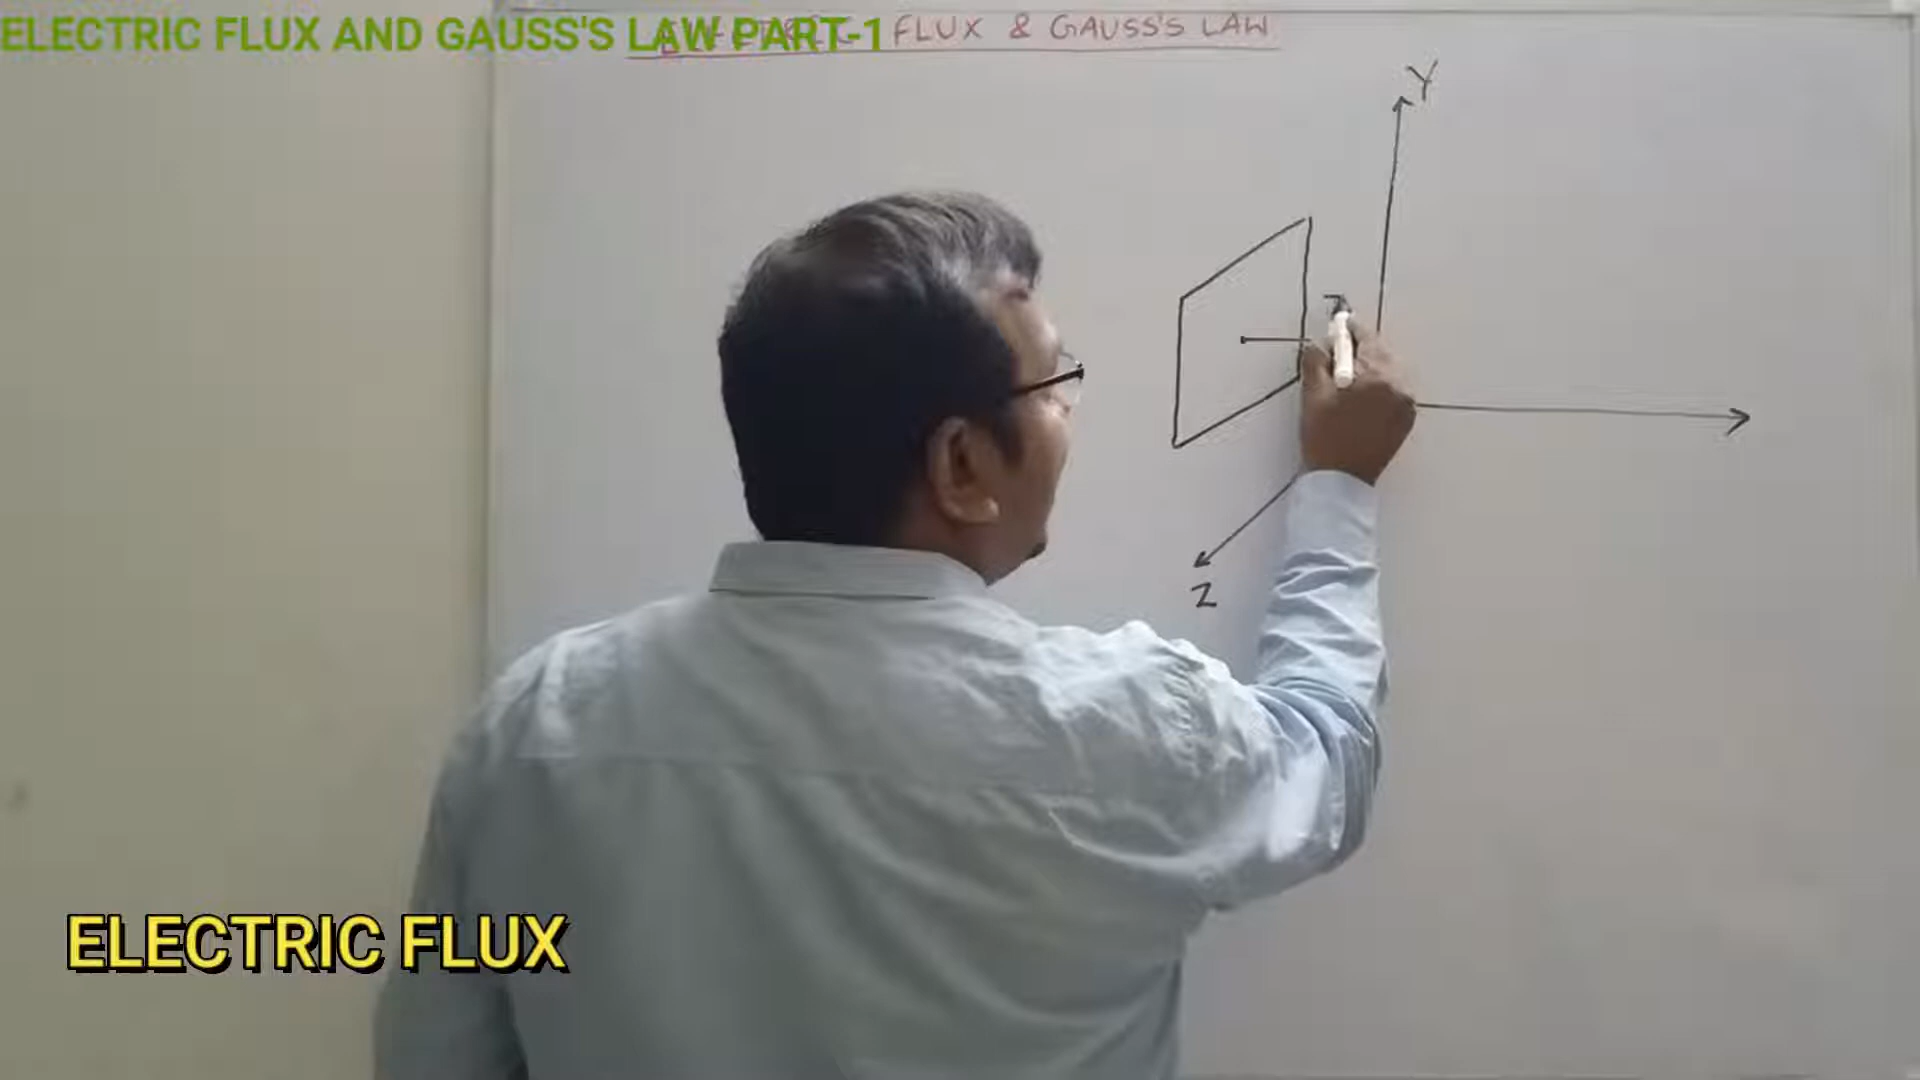 ELECTRIC FLUX AND GAUSS'S LAW PART-1
FLUX & GAUSS'S LAW
Y
Z
ELECTRIC FLUX